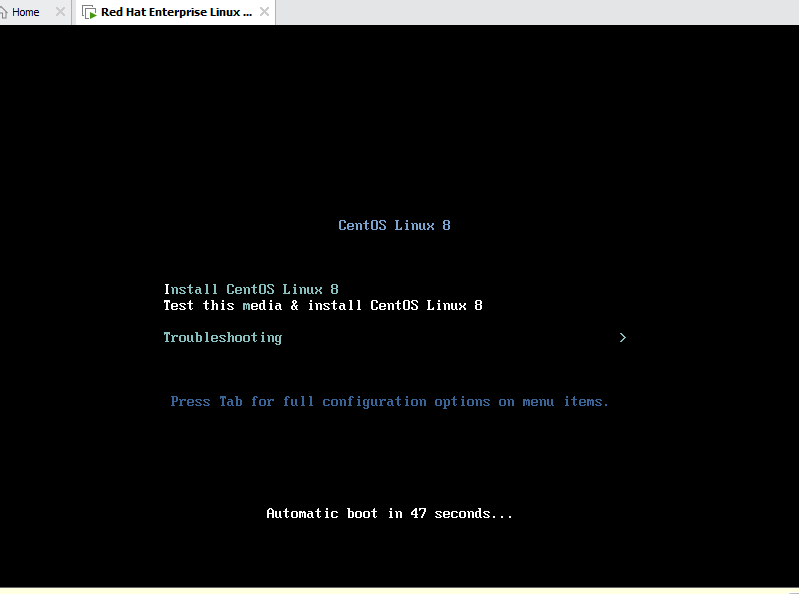 Home
Red Hat Enterprise Linux ...
CentOS Linux 8
Install CentOS Linux 8
Test this media & install CentOS Linux 8
Troubleshooting >
Press Tab for full configuration options on menu items.
Automatic boot in 47 seconds...